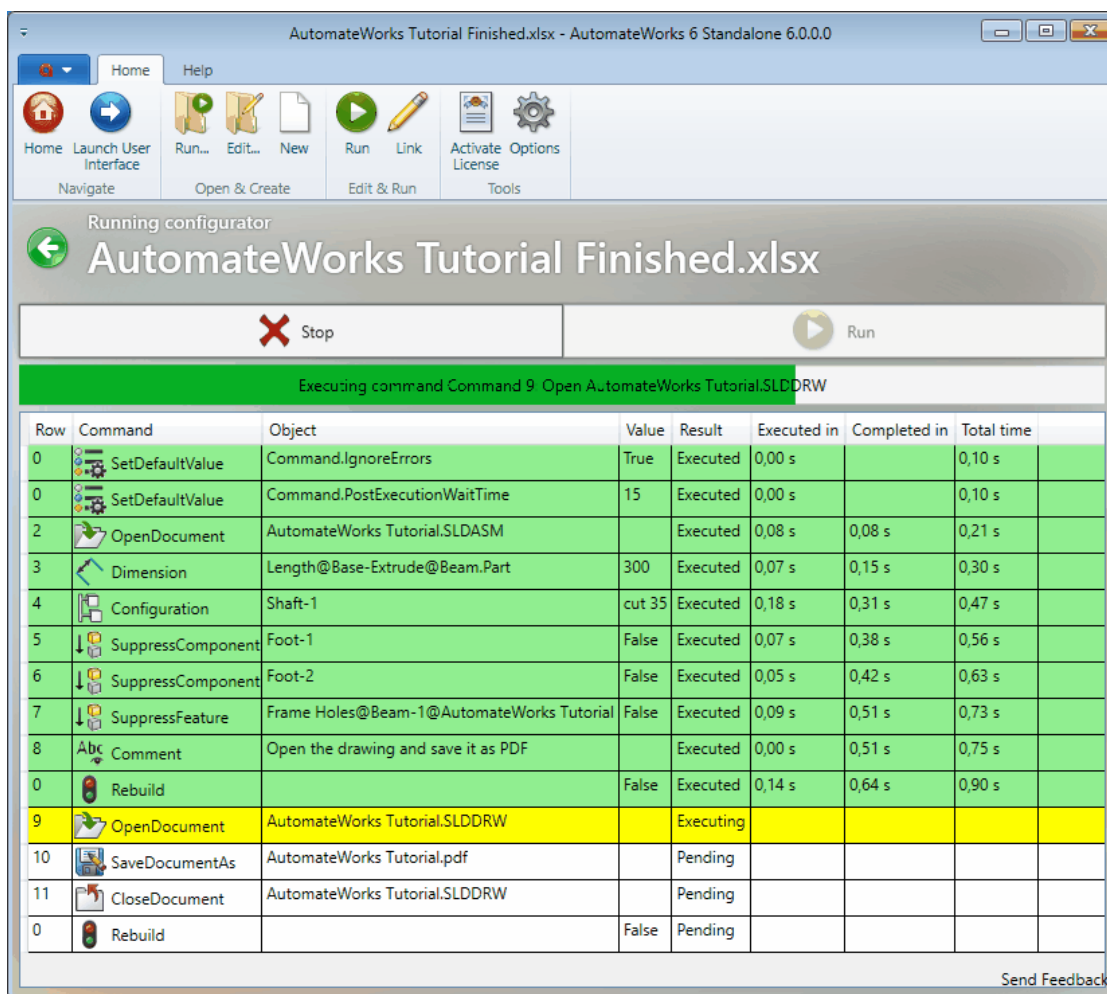 AutomateWorks Tutorial Finished.xlsx - AutomateWorks 6 Standalone 6.0.0.0
Home Help
Home Launch User Interface Run... Edit... New Run Link Activate License Options
Navigate Open & Create Edit & Run Tools
Running configurator
AutomateWorks Tutorial Finished.xlsx
Stop Run
Executing command Command 9: Open AutomateWorks Tutorial.SLDDRW
Row Command Object Value Result Executed in Completed in Total time
0 SetDefaultValue Command.IgnoreErrors True Executed 0,00 s 0,10 s
0 SetDefaultValue Command.PostExecutionWaitTime 15 Executed 0,00 s 0,10 s
2 OpenDocument AutomateWorks Tutorial.SLDASM Executed 0,08 s 0,08 s 0,21 s
3 Dimension Length@Base-Extrude@Beam.Part 300 Executed 0,07 s 0,15 s 0,30 s
4 Configuration Shaft-1 cut 35 Executed 0,18 s 0,31 s 0,47 s
5 SuppressComponent Foot-1 False Executed 0,07 s 0,38 s 0,56 s
6 SuppressComponent Foot-2 False Executed 0,05 s 0,42 s 0,63 s
7 SuppressFeature Frame Holes@Beam-1@AutomateWorks Tutorial False Executed 0,09 s 0,51 s 0,73 s
8 Abc Comment Open the drawing and save it as PDF Executed 0,00 s 0,51 s 0,75 s
0 Rebuild False Executed 0,14 s 0,64 s 0,90 s
9 OpenDocument AutomateWorks Tutorial.SLDDRW Executing
10 SaveDocumentAs AutomateWorks Tutorial.pdf Pending
11 CloseDocument AutomateWorks Tutorial.SLDDRW Pending
0 Rebuild False Pending
Send Feedback